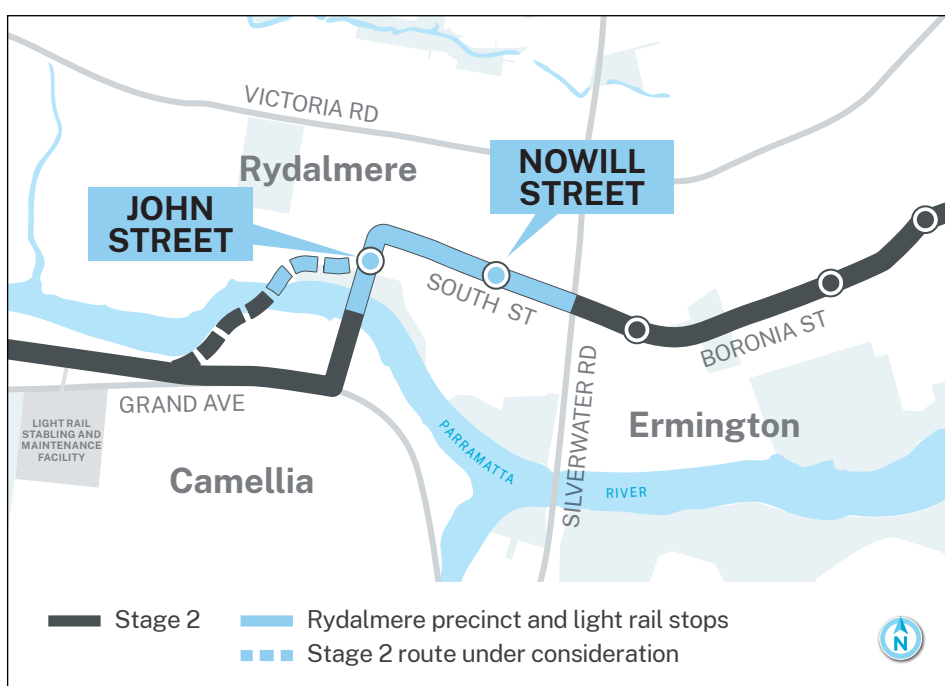 VICTORIA RD
Rydalmere
NOWILL
STREET
JOHN
STREET
SOUTH ST
BORONIA ST
SILVERWATER RD
GRAND AVE
LIGHT RAIL
STABLING AND
MAINTENANCE
FACILITY
Ermington
PARRAMATTA
RIVER
Camellia
Stage 2
Rydalmere precinct and light rail stops
Stage 2 route under consideration
N